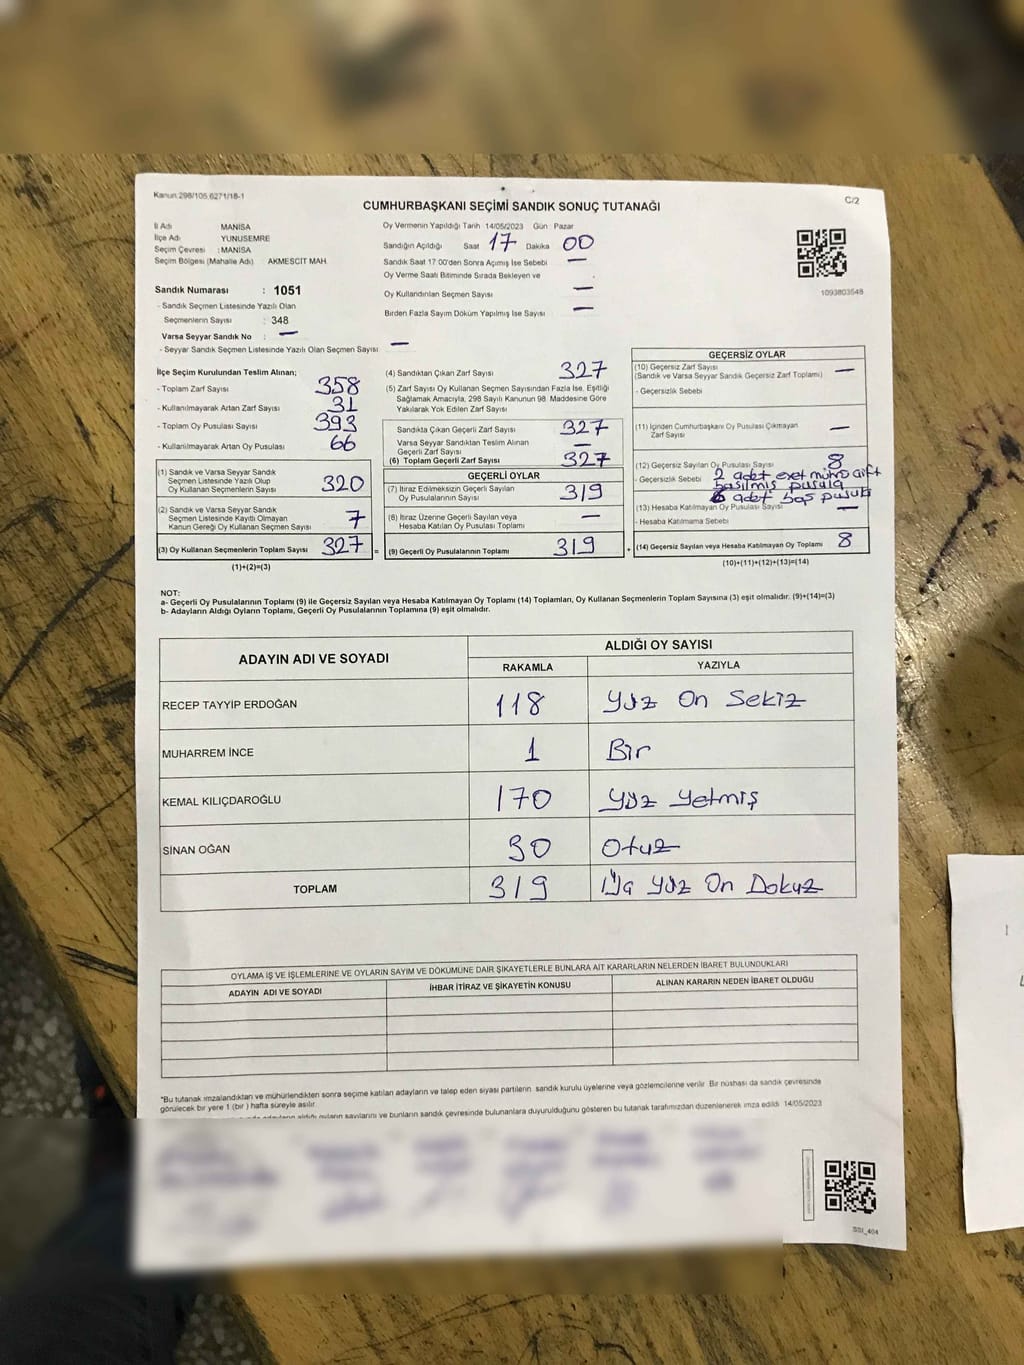 Kanun:298/105,6271/18-1
C/2
CUMHURBAŞKANI SEÇİMİ SANDIK SONUÇ TUTANAĞI
İl Adı : MANİSA
İlçe Adı : YUNUSEMRE
Seçim Çevresi : MANİSA
Seçim Bölgesi (Mahalle Adı) : AKMESCİT MAH.
Sandık Numarası : 1051
- Sandık Seçmen Listesinde Yazılı Olan
Seçmenlerin Sayısı : 348
Varsa Seyyar Sandık No : —
- Seyyar Sandık Seçmen Listesinde Yazılı Olan Seçmen Sayısı : —
Oy Vermenin Yapıldığı Tarih 14/05/2023 Gün Pazar
Sandığın Açıldığı Saat 17 Dakika 00
Sandık Saat 17:00'den Sonra Açmış İse Sebebi —
Oy Verme Saati Bitiminde Sırada Bekleyen ve
Oy Kullandırılan Seçmen Sayısı —
Birden Fazla Sayım Döküm Yapılmış İse Sayısı —
1093803548
İlçe Seçim Kurulundan Teslim Alınan;
- Toplam Zarf Sayısı 358
- Kullanılmayarak Artan Zarf Sayısı 31
- Toplam Oy Pusulası Sayısı 393
- Kullanılmayarak Artan Oy Pusulası 66
(1) Sandık ve Varsa Seyyar Sandık
Seçmen Listesinde Yazılı Olup
Oy Kullanan Seçmenlerin Sayısı 320
(2) Sandık ve Varsa Seyyar Sandık
Seçmen Listesinde Kayıtlı Olmayan
Kanun Gereği Oy Kullanan Seçmen Sayısı 7
(3) Oy Kullanan Seçmenlerin Toplam Sayısı 327 =
(1)+(2)=(3)
(4) Sandıktan Çıkan Zarf Sayısı 327
(5) Zarf Sayısı Oy Kullanan Seçmen Sayısından Fazla İse, Eşitliği
Sağlamak Amacıyla, 298 Sayılı Kanunun 98. Maddesine Göre
Yakılarak Yok Edilen Zarf Sayısı
Sandıkta Çıkan Geçerli Zarf Sayısı 327
Varsa Seyyar Sandıktan Teslim Alınan
Geçerli Zarf Sayısı —
(6) Toplam Geçerli Zarf Sayısı 327
GEÇERLİ OYLAR
(7) İtiraz Edilmeksizin Geçerli Sayılan
Oy Pusulalarının Sayısı 319
(8) İtiraz Üzerine Geçerli Sayılan veya
Hesaba Katılan Oy Pusulası Toplamı —
(9) Geçerli Oy Pusulalarının Toplamı 319 +
GEÇERSİZ OYLAR
(10) Geçersiz Zarf Sayısı
(Sandık ve Varsa Seyyar Sandık Geçersiz Zarf Toplamı) —
- Geçersizlik Sebebi
(11) İçinden Cumhurbaşkanı Oy Pusulası Çıkmayan
Zarf Sayısı —
(12) Geçersiz Sayılan Oy Pusulası Sayısı 8
- Geçersizlik Sebebi 2 adet evet mührü çift
basılmış pusula
6 adet boş pusula
(13) Hesaba Katılmayan Oy Pusula Sayısı —
- Hesaba Katılmama Sebebi
(14) Geçersiz Sayılan veya Hesaba Katılmayan Oy Toplamı 8
(10)+(11)+(12)+(13)=(14)
NOT:
a- Geçerli Oy Pusulalarının Toplamı (9) ile Geçersiz Sayılan veya Hesaba Katılmayan Oy Toplamı (14) Toplamları, Oy Kullanan Seçmenlerin Toplam Sayısına (3) eşit olmalıdır. (9)+(14)=(3)
b- Adayların Aldığı Oyların Toplamı, Geçerli Oy Pusulalarının Toplamına (9) eşit olmalıdır.
ADAYIN ADI VE SOYADI
ALDIĞI OY SAYISI
RAKAMLA YAZIYLA
RECEP TAYYİP ERDOĞAN 118 Yüz On Sekiz
MUHARREM İNCE 1 Bir
KEMAL KILIÇDAROĞLU 170 Yüz Yetmiş
SİNAN OĞAN 30 Otuz
TOPLAM 319 Üç Yüz On Dokuz
OYLAMA İŞ VE İŞLEMLERİNE VE OYLARIN SAYIM VE DÖKÜMÜNE DAİR ŞİKAYETLERLE BUNLARA AİT KARARLARIN NELERDEN İBARET BULUNDUKLARI
ADAYIN ADI VE SOYADI İHBAR İTİRAZ VE ŞİKAYETİN KONUSU ALINAN KARARIN NEDEN İBARET OLDUĞU
*Bu tutanak imzalandıktan ve mühürlendikten sonra seçime katılan adayların ve talep eden siyasi partilerin sandık kurulu üyelerine veya gözlemcilerine verilir. Bir nüshası da sandık çevresinde
görülecek bir yere 1 (bir) hafta süreyle asılır.
adayların aldığı oyların sayılarını ve bunların sandık çevresinde bulunanlara duyurulduğunu gösteren bu tutanak tarafımızdan düzenlenerek imza edildi. 14/05/2023
SSI_404